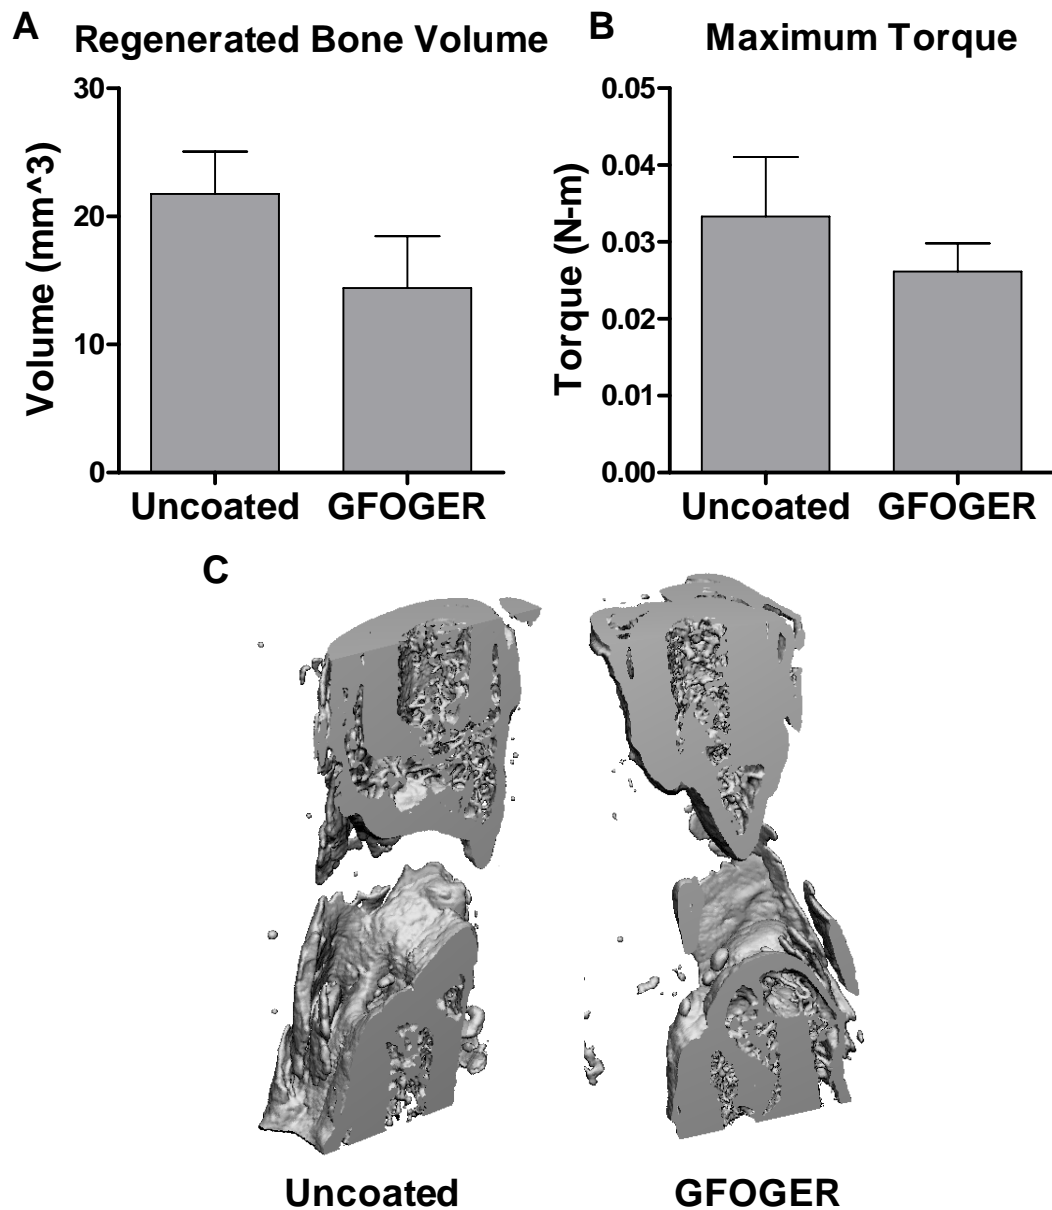 A Regenerated Bone Volume
Volume (mm^3)
30
20
10
0
Uncoated GFOGER
B Maximum Torque
Torque (N-m)
0.05
0.04
0.03
0.02
0.01
0.00
Uncoated GFOGER
C
Uncoated GFOGER